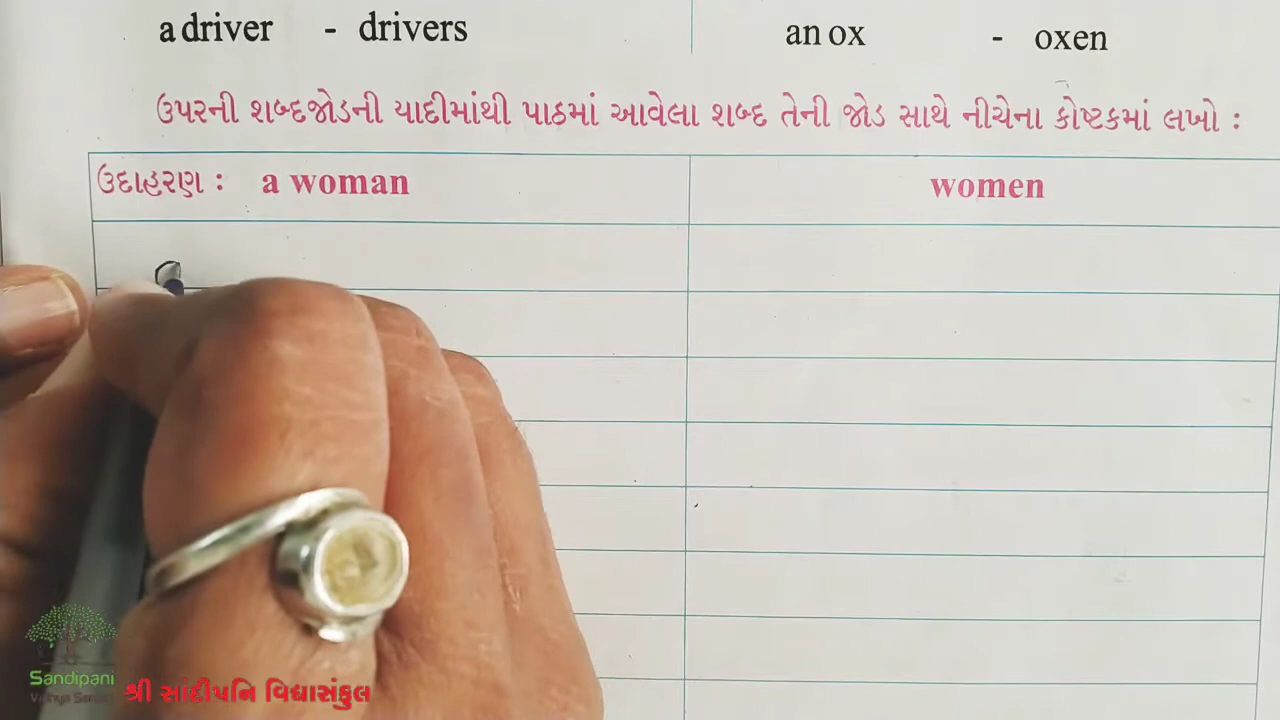 a driver - drivers an ox - oxen
ઉપરની શબ્દજોડની યાદીમાંથી પાઠમાં આવેલા શબ્દ તેની જોડ સાથે નીચેના કોષ્ટકમાં લખો :
ઉદાહરણ : a woman women
Sandipani
શ્રી સાંદીપનિ વિદ્યાસંકુલ